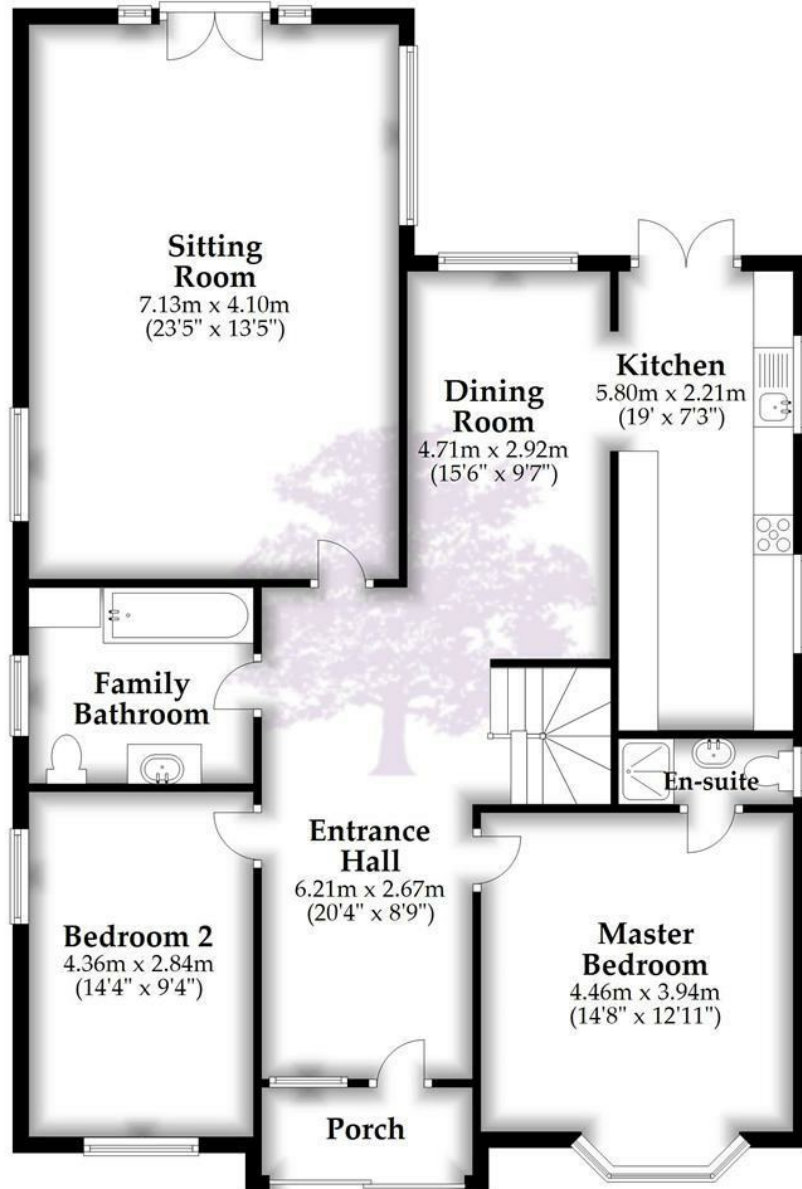 Sitting
Room
7.13m x 4.10m
(23'5" x 13'5")
Kitchen
5.80m x 2.21m
(19' x 7'3")
Dining
Room
4.71m x 2.92m
(15'6" x 9'7")
Family
Bathroom
En-suite
Entrance
Hall
6.21m x 2.67m
(20'4" x 8'9")
Bedroom 2
4.36m x 2.84m
(14'4" x 9'4")
Master
Bedroom
4.46m x 3.94m
(14'8" x 12'11")
Porch